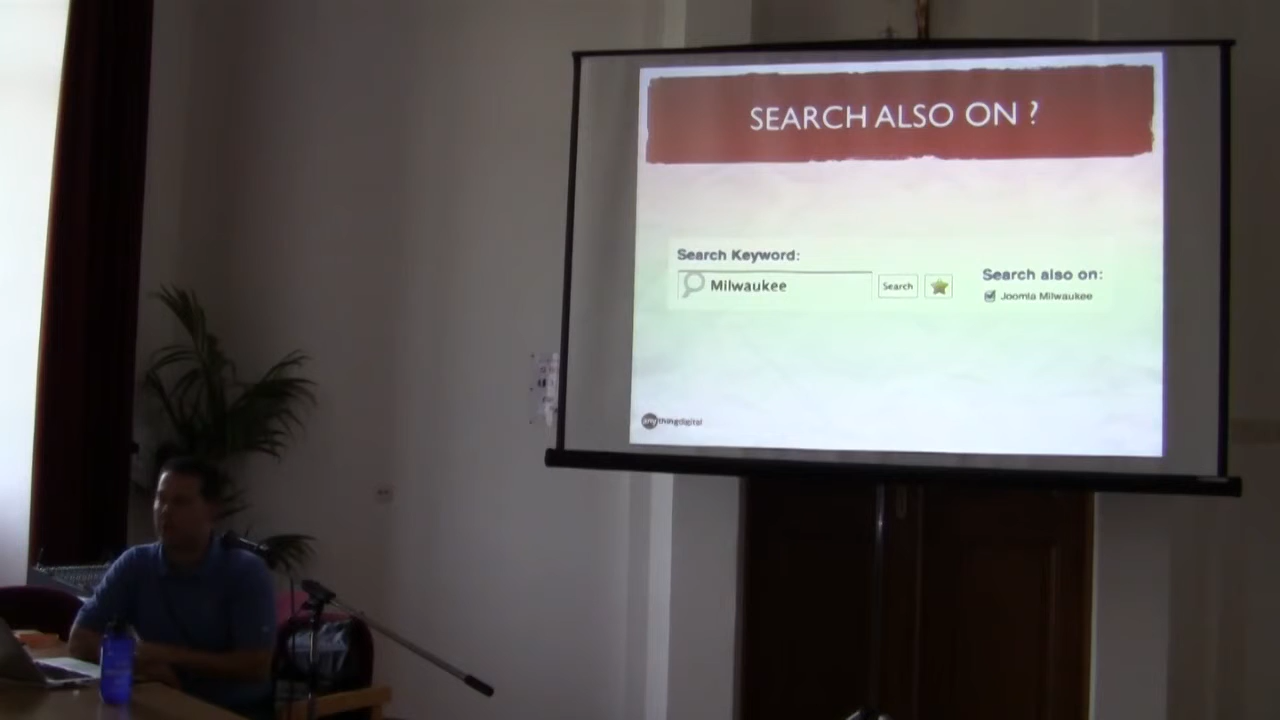 SEARCH ALSO ON ?
Search Keyword:
Milwaukee
Search
Search also on:
Joomla Milwaukee
anythingdigital